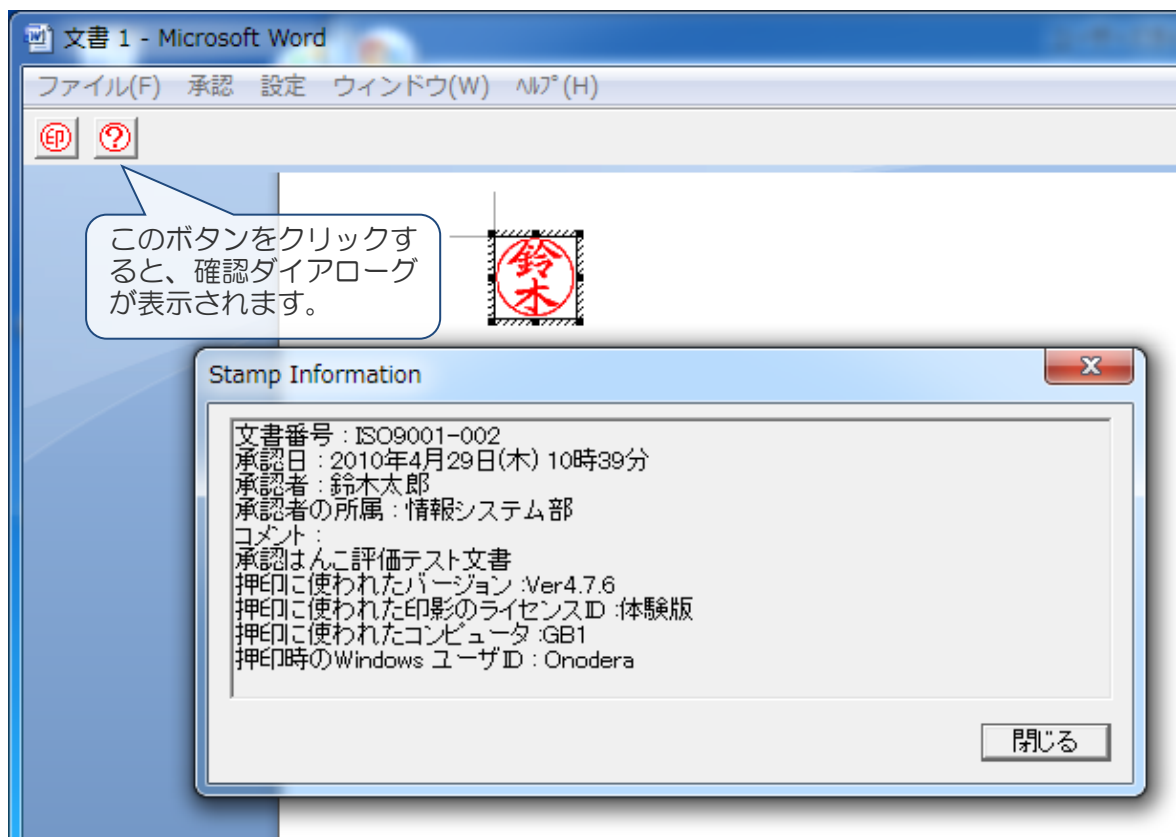 文書 1 - Microsoft Word
ファイル(F) 承認 設定 ウィンドウ(W) ﾍﾙﾌﾟ(H)
印 ?
このボタンをクリックす
ると、確認ダイアローグ
が表示されます。
鈴
木
Stamp Information
文書番号：ISO9001-002
承認日：2010年4月29日(木) 10時39分
承認者：鈴木太郎
承認者の所属：情報システム部
コメント：
承認はんこ評価テスト文書
押印に使われたバージョン:Ver4.7.6
押印に使われた印影のライセンスID:体験版
押印に使われたコンピュータ:GB1
押印時のWindows ユーザID：Onodera
閉じる